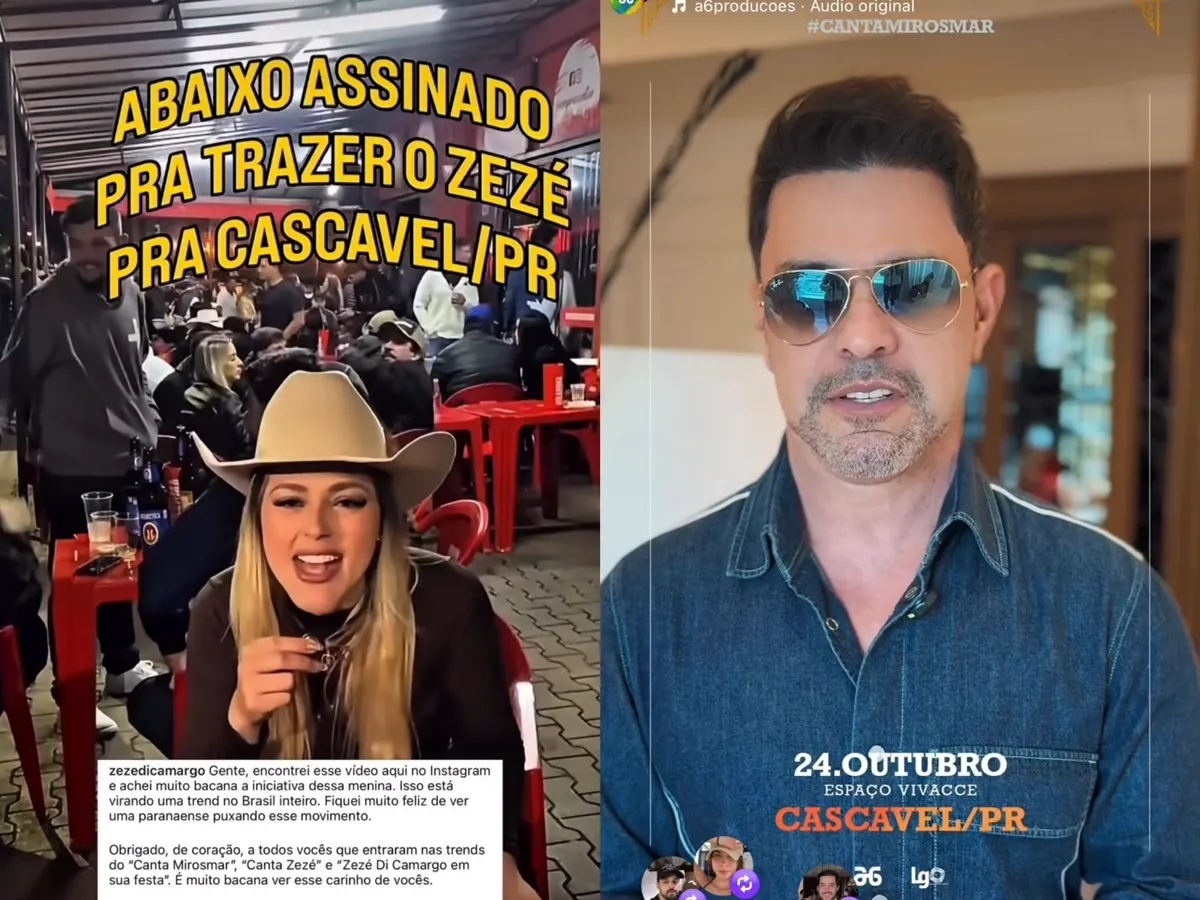 ABAIXO ASSINADO
PRA TRAZER O ZEZÉ
PRA CASCAVEL/PR
zezedicamargo Gente, encontrei esse vídeo aqui no Instagram
e achei muito bacana a iniciativa dessa menina. Isso está
virando uma trend no Brasil inteiro. Fiquei muito feliz de ver
uma paranaense puxando esse movimento.
Obrigado, de coração, a todos vocês que entraram nas trends
do “Canta Mirosmar”, “Canta Zezé” e “Zezé Di Camargo em
sua festa”. É muito bacana ver esse carinho de vocês.
a6producoes · Áudio original
#CANTAMIROSMAR
Ray-Ban
24.OUTUBRO
ESPAÇO VIVACCE
CASCAVEL/PR
a6 Lgo